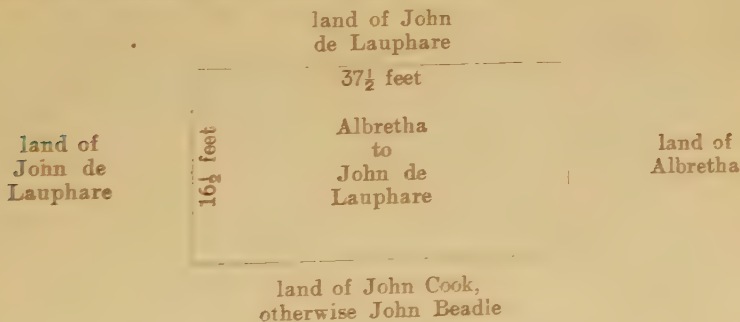 land of John
de Lauphare
37½ feet
land of
John de
Lauphare
16½ feet
Albretha
to
John de
Lauphare
land of
Albretha
land of John Cook,
otherwise John Beadle